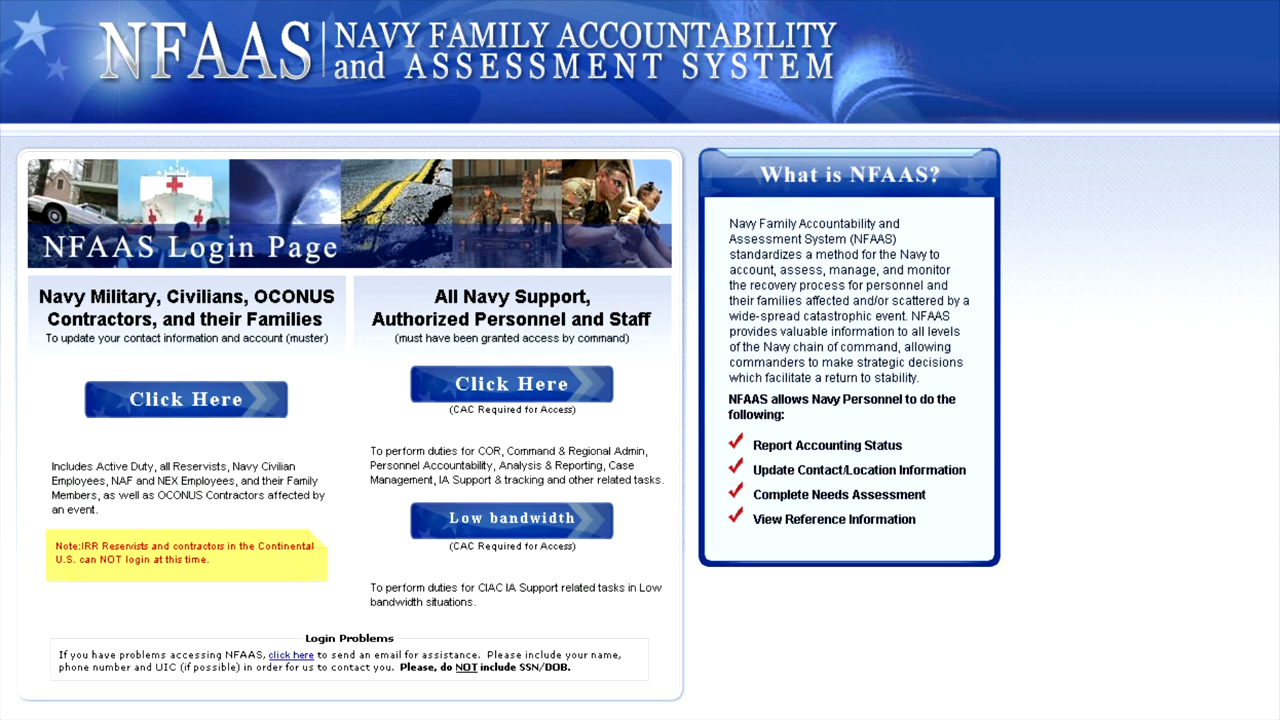 NFAAS
NAVY FAMILY ACCOUNTABILITY
and ASSESSMENT SYSTEM
NFAAS Login Page
Navy Military, Civilians, OCONUS
Contractors, and their Families
To update your contact information and account (muster)
Click Here
Includes Active Duty, all Reservists, Navy Civilian
Employees, NAF and NEX Employees, and their Family
Members, as well as OCONUS Contractors affected by
an event.
Note:IRR Reservists and contractors in the Continental
U.S. can NOT login at this time.
All Navy Support,
Authorized Personnel and Staff
(must have been granted access by command)
Click Here
(CAC Required for Access)
To perform duties for COR, Command & Regional Admin,
Personnel Accountability, Analysis & Reporting, Case
Management, IA Support & tracking and other related tasks.
Low bandwidth
(CAC Required for Access)
To perform duties for CIAC IA Support related tasks in Low
bandwidth situations.
Login Problems
If you have problems accessing NFAAS, click here to send an email for assistance. Please include your name,
phone number and UIC (if possible) in order for us to contact you. Please, do NOT include SSN/DOB.
What is NFAAS?
Navy Family Accountability and
Assessment System (NFAAS)
standardizes a method for the Navy to
account, assess, manage, and monitor
the recovery process for personnel and
their families affected and/or scattered by a
wide-spread catastrophic event. NFAAS
provides valuable information to all levels
of the Navy chain of command, allowing
commanders to make strategic decisions
which facilitate a return to stability.
NFAAS allows Navy Personnel to do the
following:
Report Accounting Status
Update Contact/Location Information
Complete Needs Assessment
View Reference Information